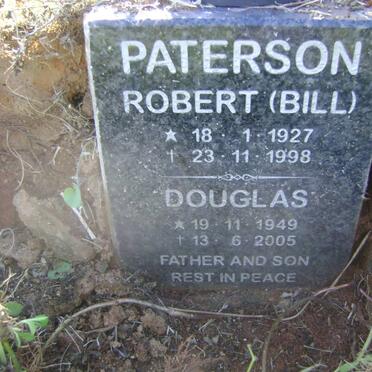 PATERSON
ROBERT (BILL)
★ 18 · 1 · 1927
† 23 · 11 · 1998
DOUGLAS
★ 19 · 11 · 1949
† 13 · 6 · 2005
FATHER AND SON
REST IN PEACE